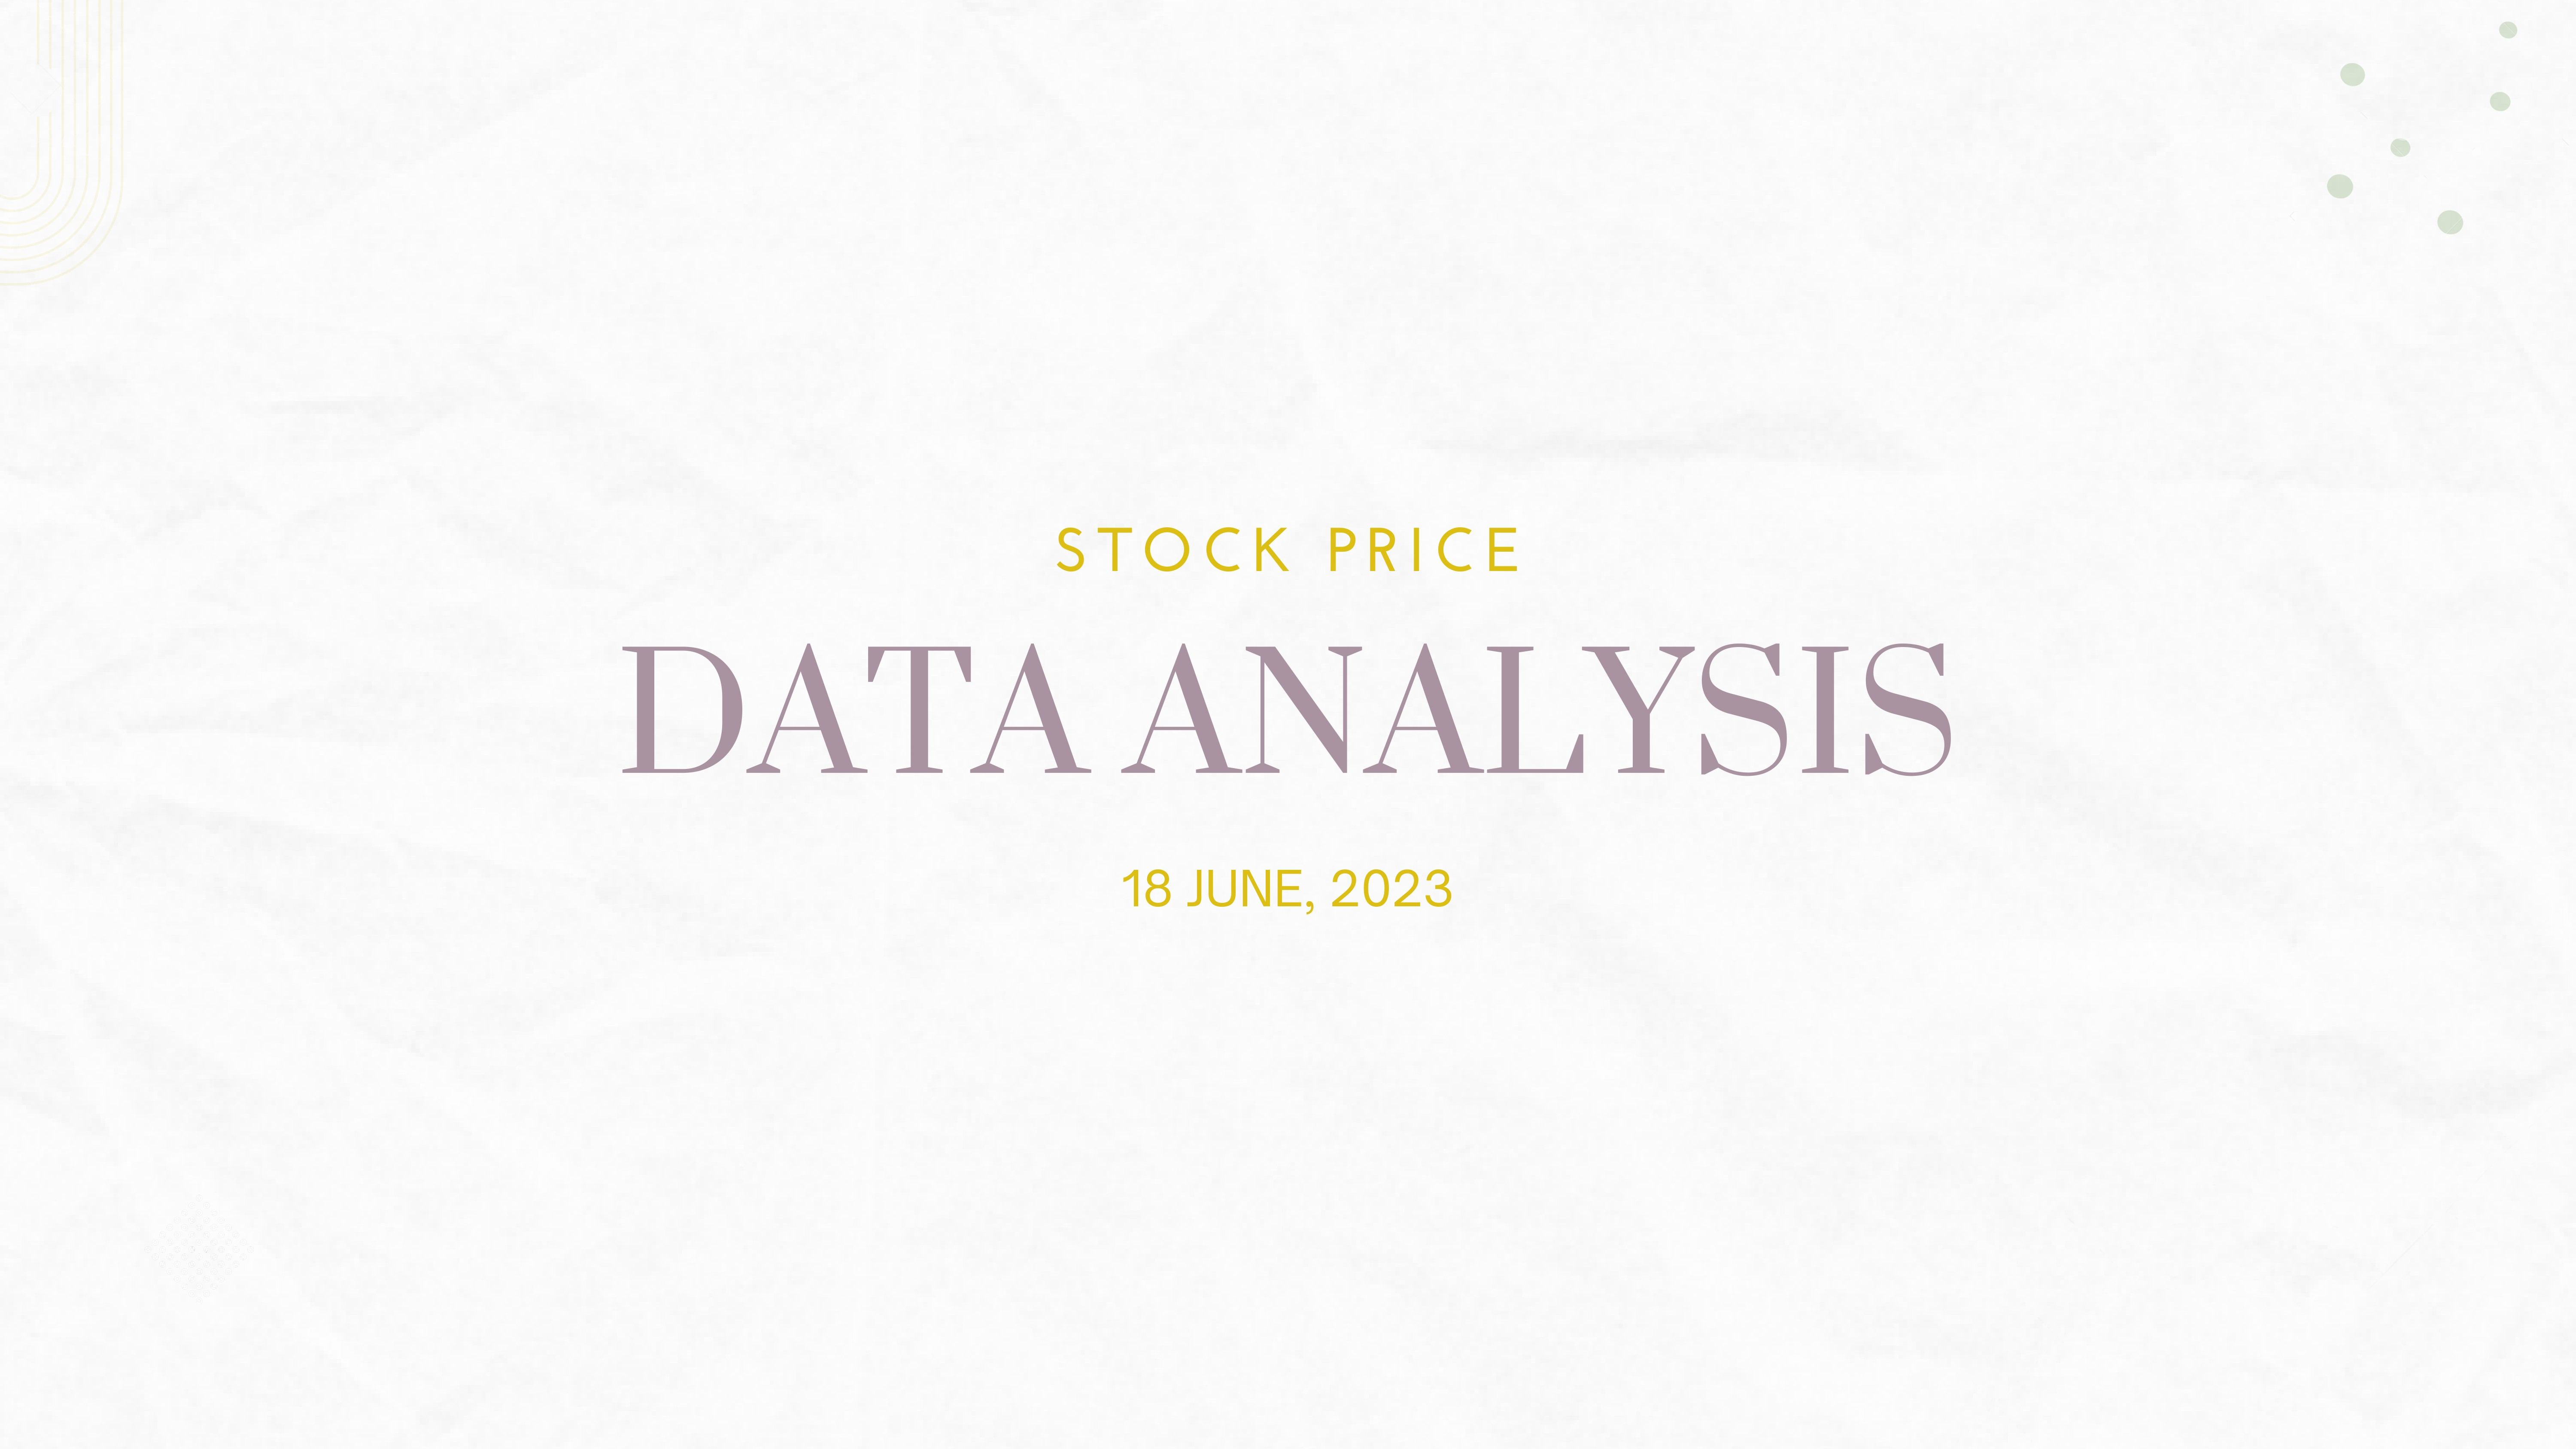 STOCK PRICE
DATA ANALYSIS
18 JUNE, 2023